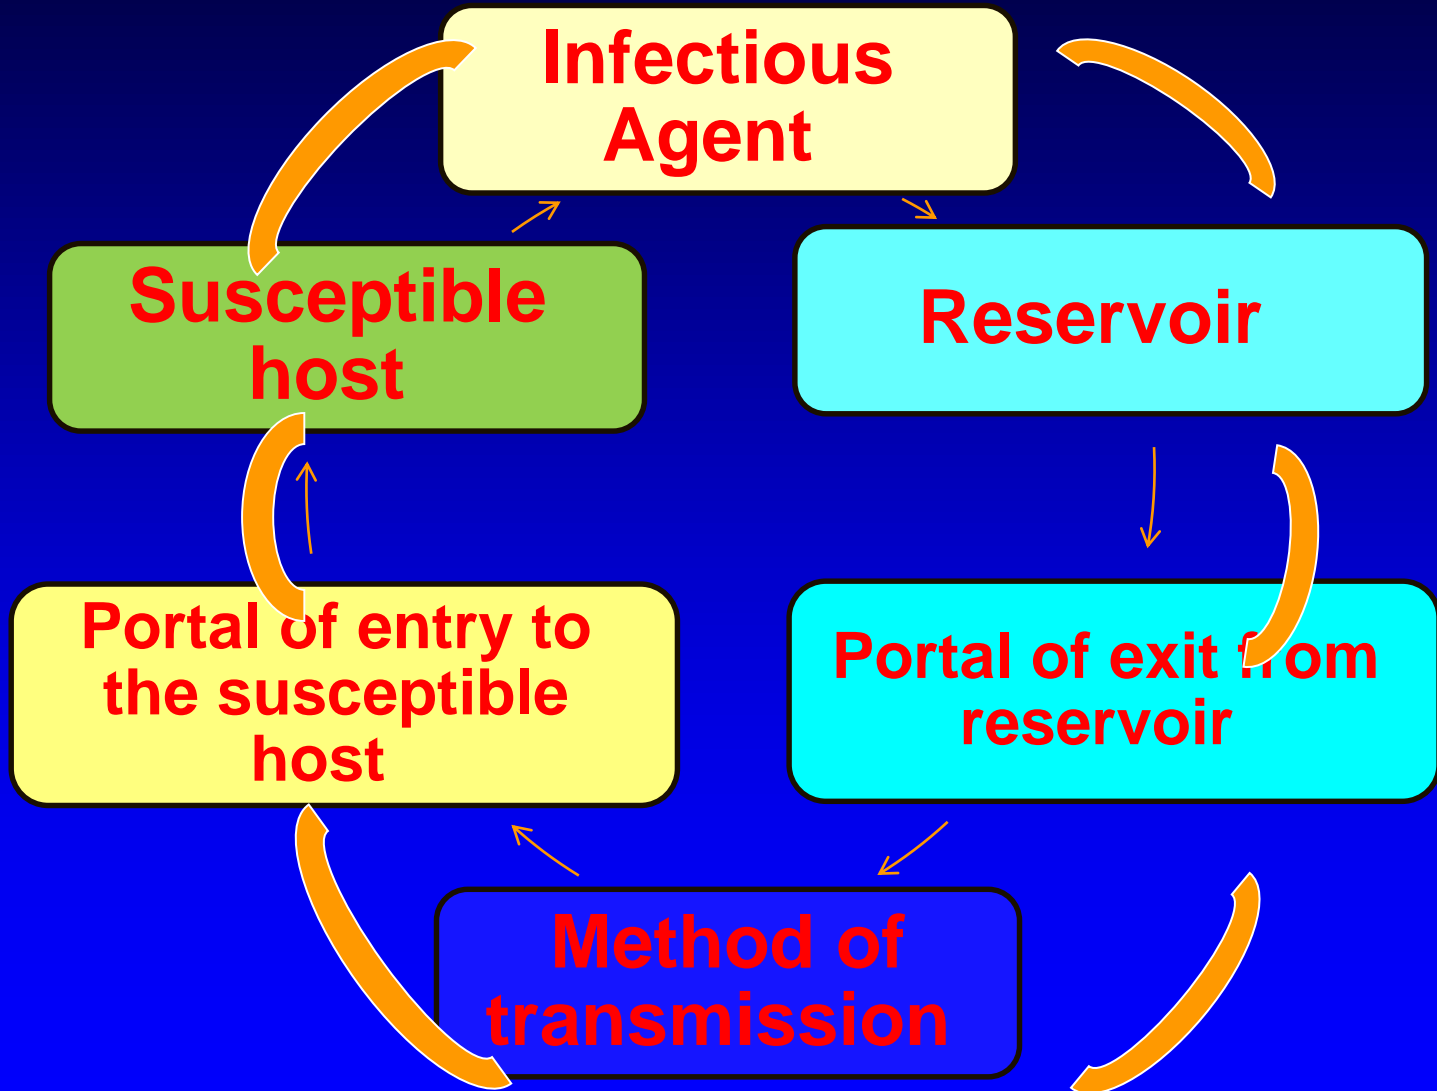 Infectious
Agent
Susceptible
host
Reservoir
Portal of entry to
the susceptible
host
Portal of exit from
reservoir
Method of
transmission